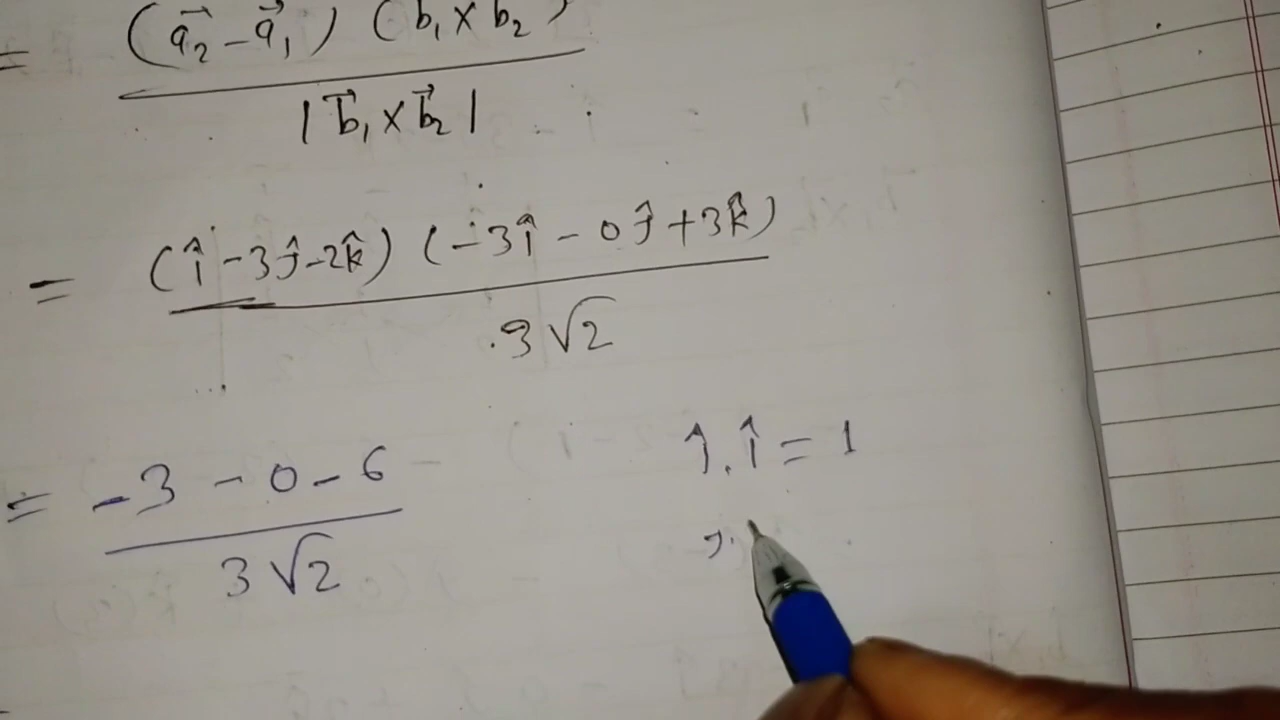 = (a⃗₂ - a⃗₁) (b₁ × b₂)
| b⃗₁ × b⃗₂ |
= (î - 3ĵ - 2k̂) (-3î - 0ĵ + 3k̂)
3√2
= -3 - 0 - 6
3√2
î . î = 1
J.